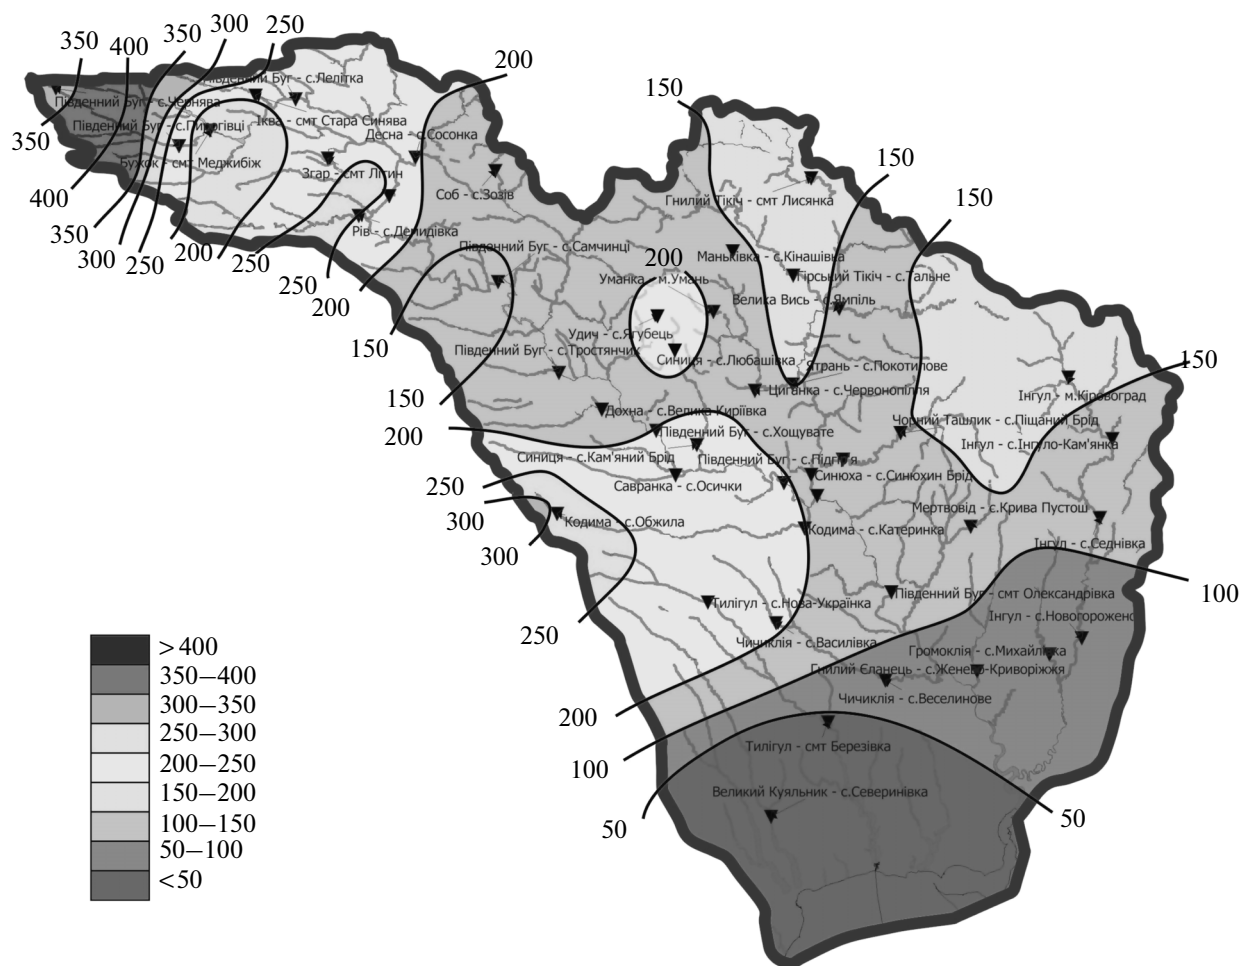 350
400
350
300
250
200
150
150
150
Південний Буг - с.Лелітка
Південний Буг - с.Чернява
Південний Буг - с.Пирогівці
Іква - смт Стара Синява
Десна - с.Сосонка
Бужок - смт Меджибіж
Згар - смт Літин
Соб - с.Зозів
Гнилий Тікіч - смт Лисянка
350
400
350
300
250
200
250
250
200
Рів - с.Демидівка
Південний Буг - с.Самчинці
Маньківка - с.Кінашівка
200
Уманка - м.Умань
Гірський Тікіч - с.Тальне
Велика Вись - с.Ямпіль
150
Удич - с.Ягубець
Південний Буг - с.Тростянчик
Синиця - с.Любашівка
Ятрань - с.Покотилове
150
Циганка - с.Червонопілля
Інгул - м.Кіровоград
150
Дохна - с.Велика Киріївка
Чорний Ташлик - с.Піщаний Брід
200
Південний Буг - с.Хощувате
Інгул - с.Інгуло-Кам'янка
Синиця - с.Кам'яний Брід
Південний Буг - с.Підгір'я
250
Савранка - с.Осички
Синюха - с.Синюхин Брід
300
Кодима - с.Обжила
Мертвовід - с.Крива Пустош
300
Кодима - с.Катеринка
Інгул - с.Седнівка
Південний Буг - смт Олександрівка
100
Тилігул - с.Нова-Українка
Інгул - с.Новогорожено
250
Чичиклія - с.Василівка
Громоклія - с.Михайлівка
Гнилий Єланець - с.Женево-Криворіжжя
Чичиклія - с.Веселинове
200
Тилігул - смт Березівка
100
Великий Куяльник - с.Северинівка
50
50
>400
350–400
300–350
250–300
200–250
150–200
100–150
50–100
<50